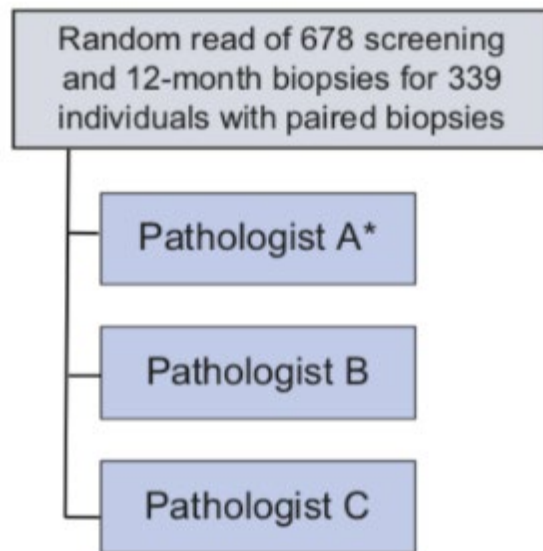 Random read of 678 screening
and 12-month biopsies for 339
individuals with paired biopsies
Pathologist A*
Pathologist B
Pathologist C